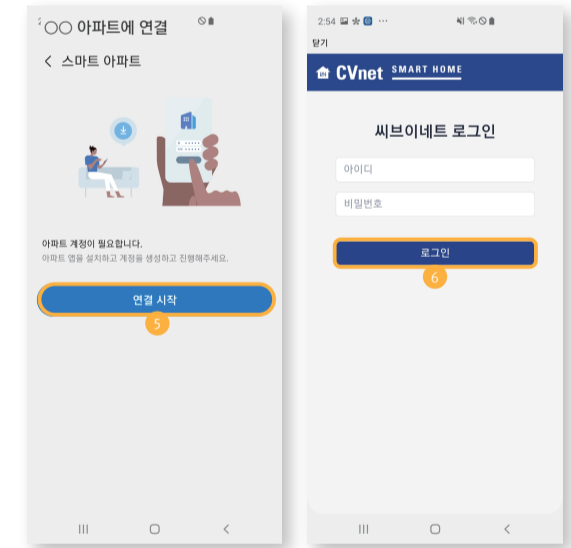 ○○ 아파트에 연결
< 스마트 아파트
아파트 계정이 필요합니다.
아파트 앱을 설치하고 계정을 생성하고 진행해주세요.
연결 시작
5
2:54
닫기
CVnet SMART HOME
씨브이네트 로그인
아이디
비밀번호
로그인
6